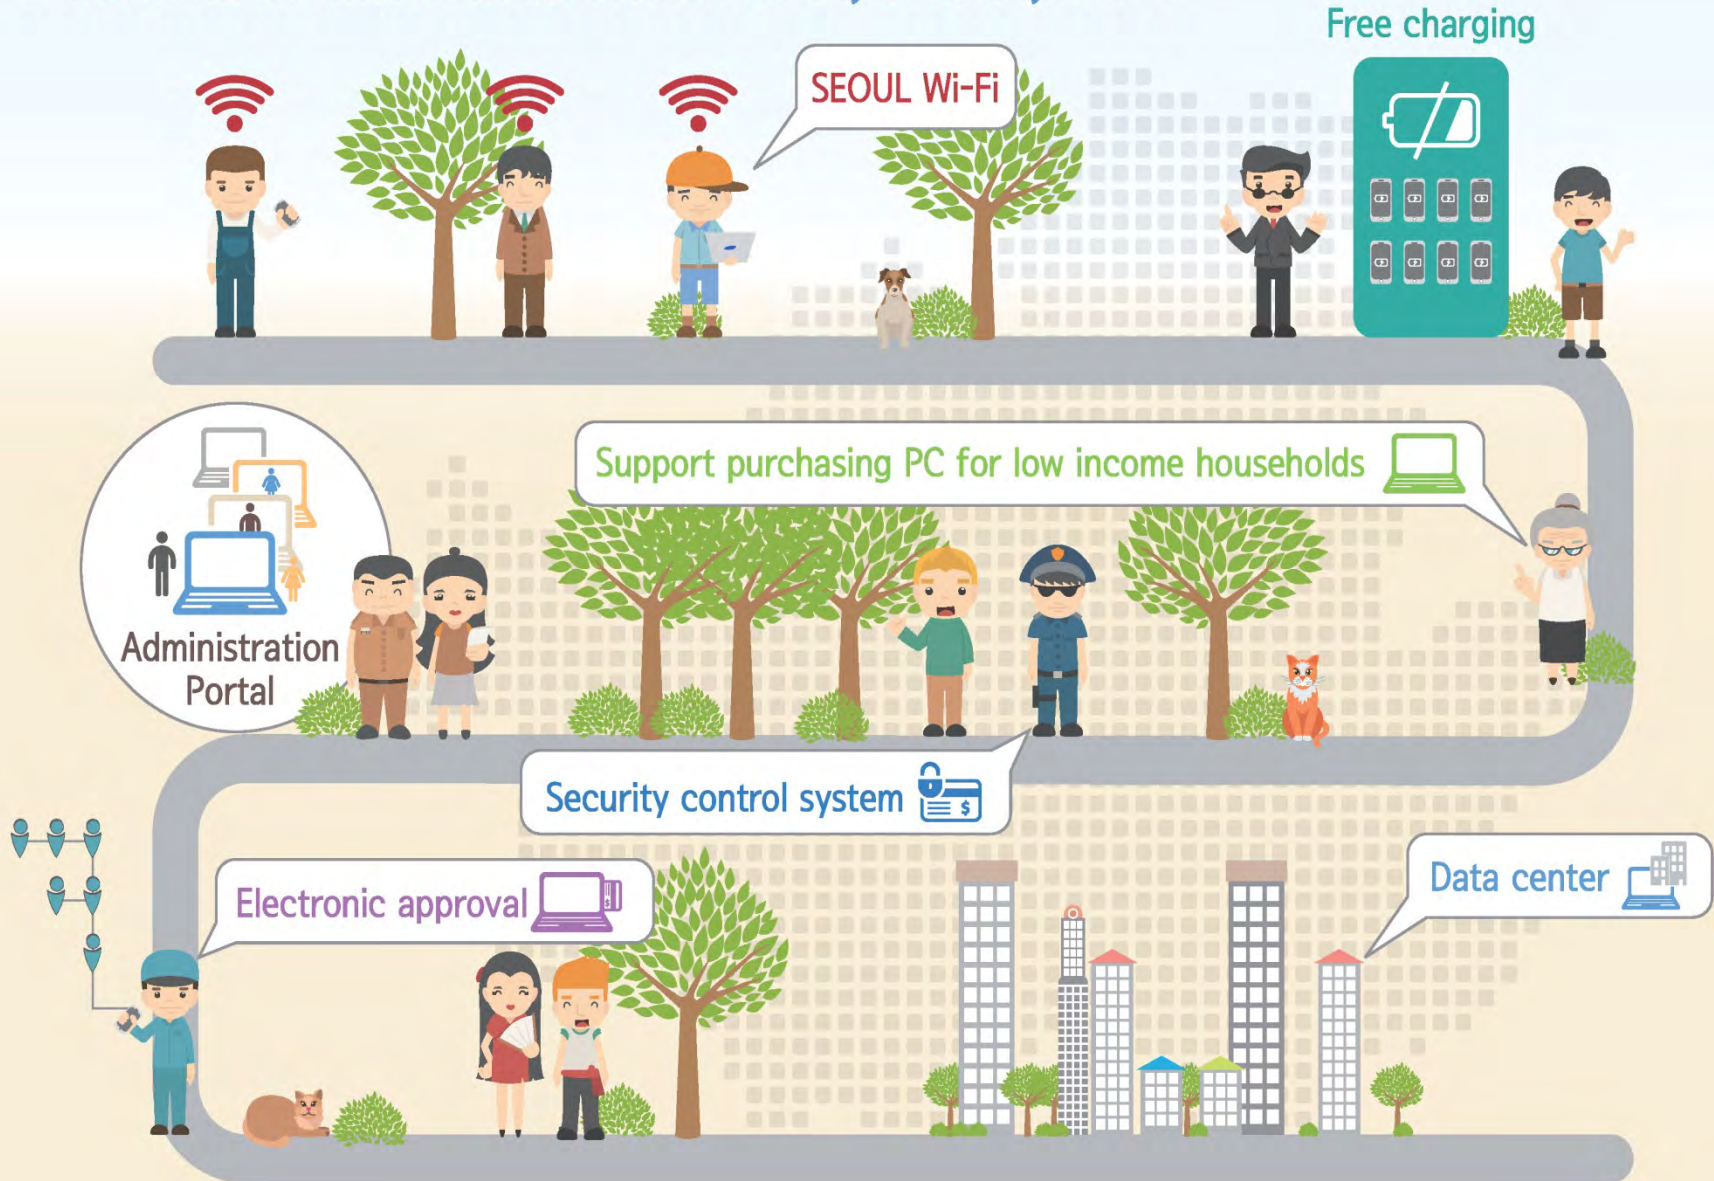 Free charging
SEOUL Wi-Fi
Support purchasing PC for low income households
Administration
Portal
Security control system
Electronic approval
Data center